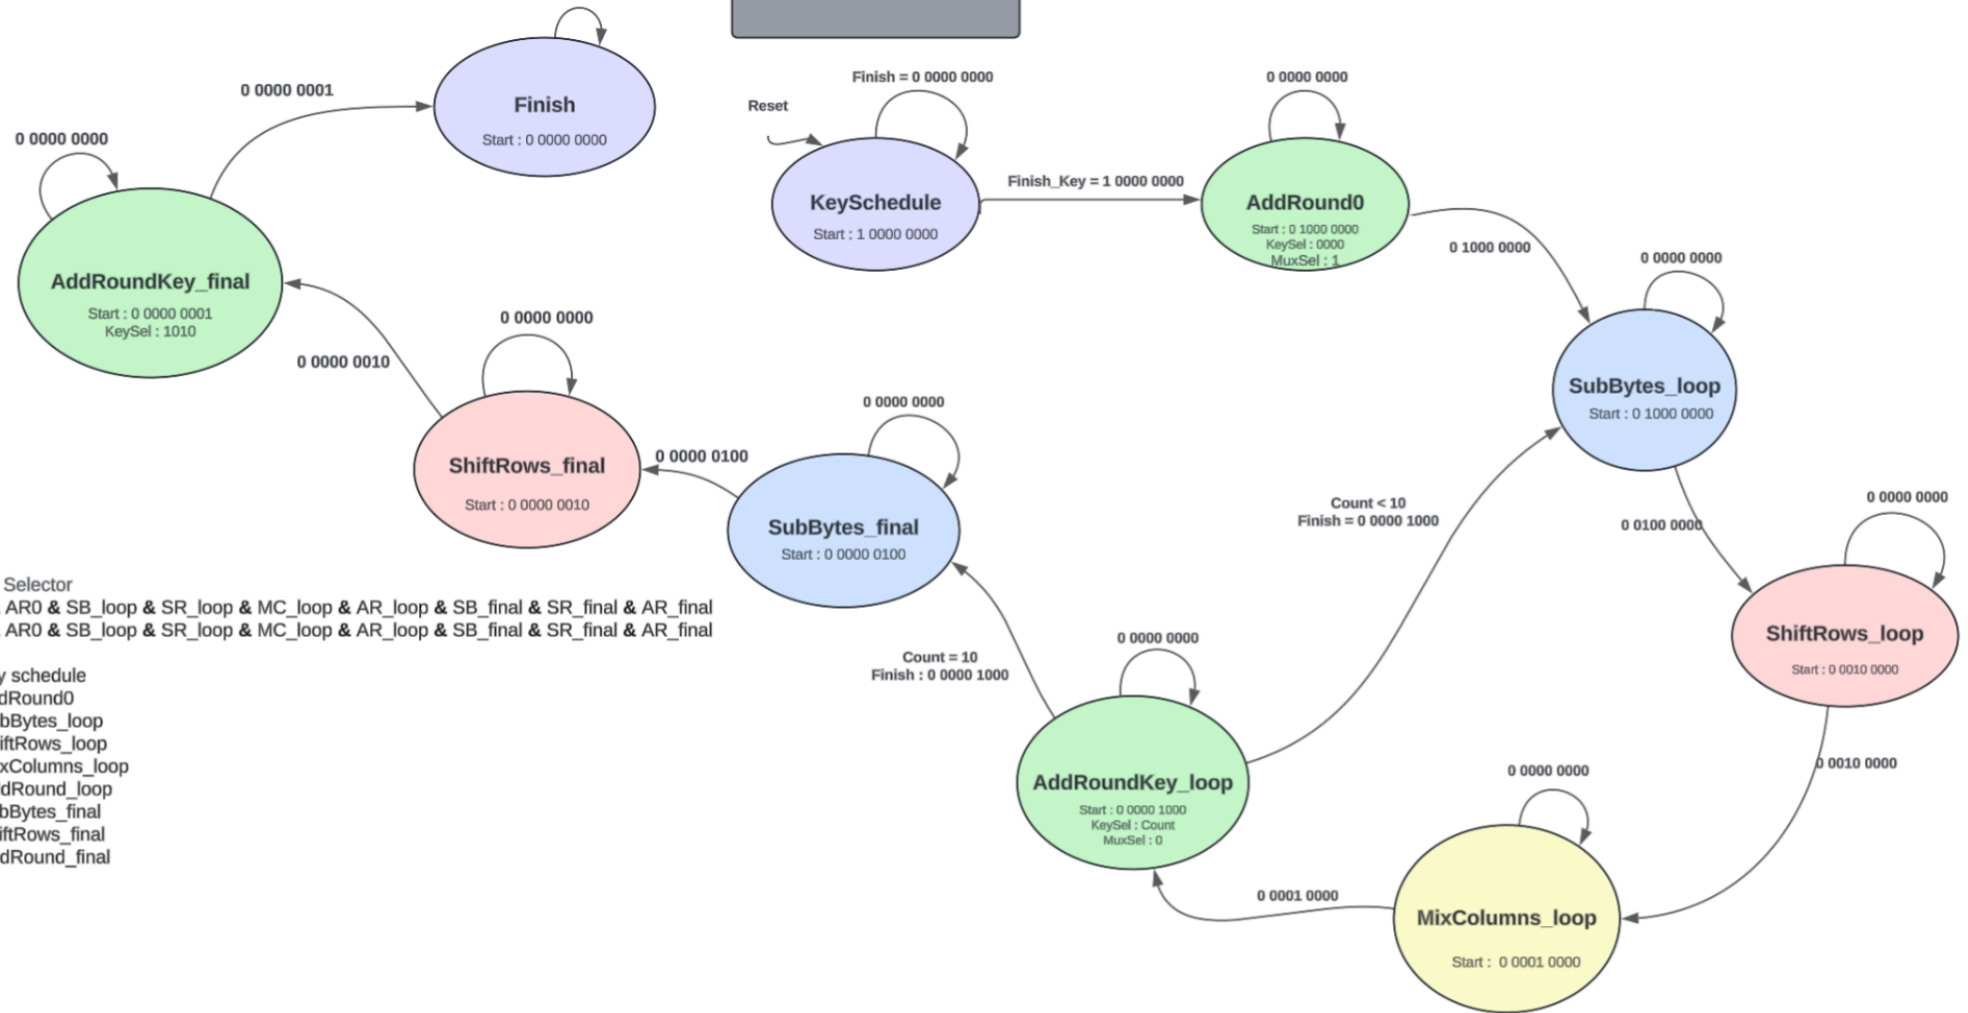 0 0000 0001
Finish
Start : 0 0000 0000
0 0000 0000
AddRoundKey_final
Start : 0 0000 0001
KeySel : 1010
0 0000 0010
0 0000 0000
ShiftRows_final
Start : 0 0000 0010
0 0000 0100
0 0000 0000
SubBytes_final
Start : 0 0000 0100
Reset
Finish = 0 0000 0000
KeySchedule
Start : 1 0000 0000
Finish_Key = 1 0000 0000
0 0000 0000
AddRound0
Start : 0 1000 0000
KeySel : 0000
MuxSel : 1
0 1000 0000
0 0000 0000
SubBytes_loop
Start : 0 1000 0000
0 0100 0000
0 0000 0000
ShiftRows_loop
Start : 0 0010 0000
0 0010 0000
0 0000 0000
MixColumns_loop
Start : 0 0001 0000
0 0001 0000
0 0000 0000
AddRoundKey_loop
Start : 0 0000 1000
KeySel : Count
MuxSel : 0
Count < 10
Finish = 0 0000 1000
Count = 10
Finish : 0 0000 1000
Selector
AR0 & SB_loop & SR_loop & MC_loop & AR_loop & SB_final & SR_final & AR_final
AR0 & SB_loop & SR_loop & MC_loop & AR_loop & SB_final & SR_final & AR_final
y schedule
dRound0
bBytes_loop
iftRows_loop
xColumns_loop
dRound_loop
bBytes_final
iftRows_final
dRound_final